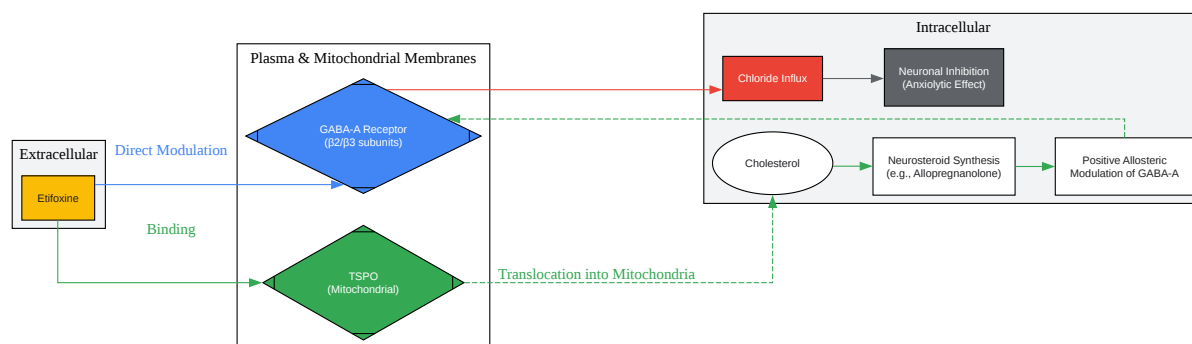 Intracellular
Plasma & Mitochondrial Membranes
Chloride Influx
Neuronal Inhibition
(Anxiolytic Effect)
GABA-A Receptor
(β2/β3 subunits)
Extracellular
Direct Modulation
Etifoxine
Cholesterol
Neurosteroid Synthesis
(e.g., Allopregnanolone)
Positive Allosteric
Modulation of GABA-A
Binding
TSPO
(Mitochondrial)
Translocation into Mitochondria